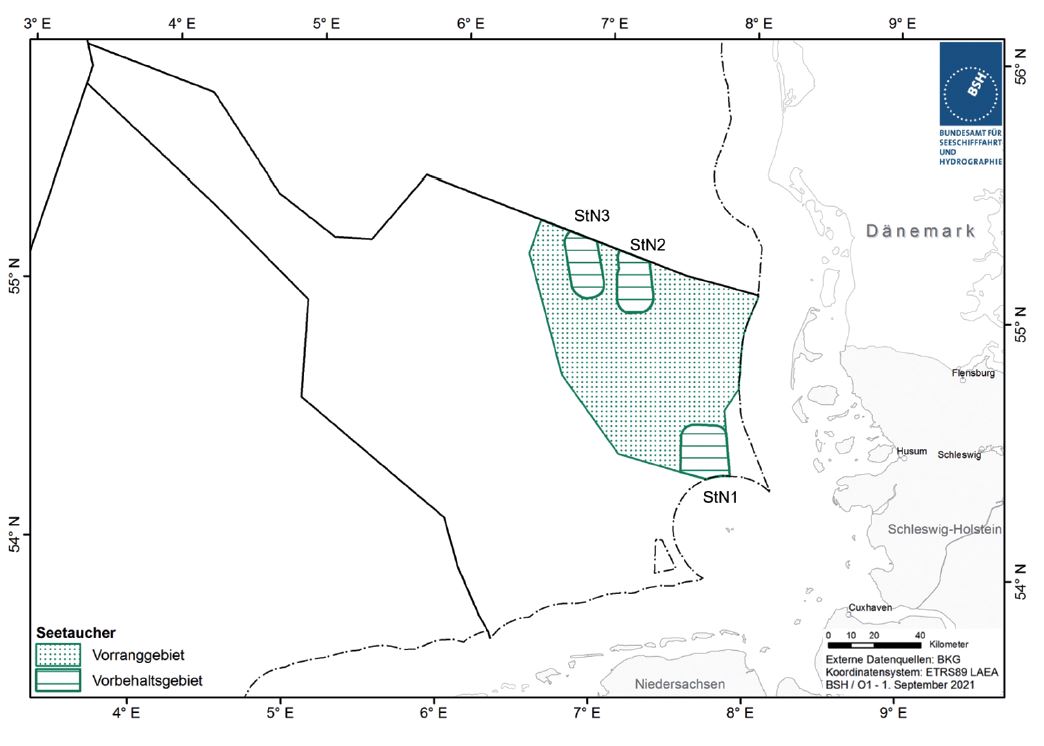 3° E 4° E 5° E 6° E 7° E 8° E 9° E
56° N
BSH
BUNDESAMT FÜR
SEESCHIFFFAHRT
UND
HYDROGRAPHIE
StN3
Dänemark
StN2
55° N
55° N
Flensburg
Husum Schleswig
StN1
54° N
Schleswig-Holstein
54° N
Cuxhaven
Seetaucher
Vorranggebiet
Vorbehaltsgebiet
0 10 20 40
Kilometer
Externe Datenquellen: BKG
Koordinatensystem: ETRS89 LAEA
BSH / O1 - 1. September 2021
Niedersachsen
4° E 5° E 6° E 7° E 8° E 9° E